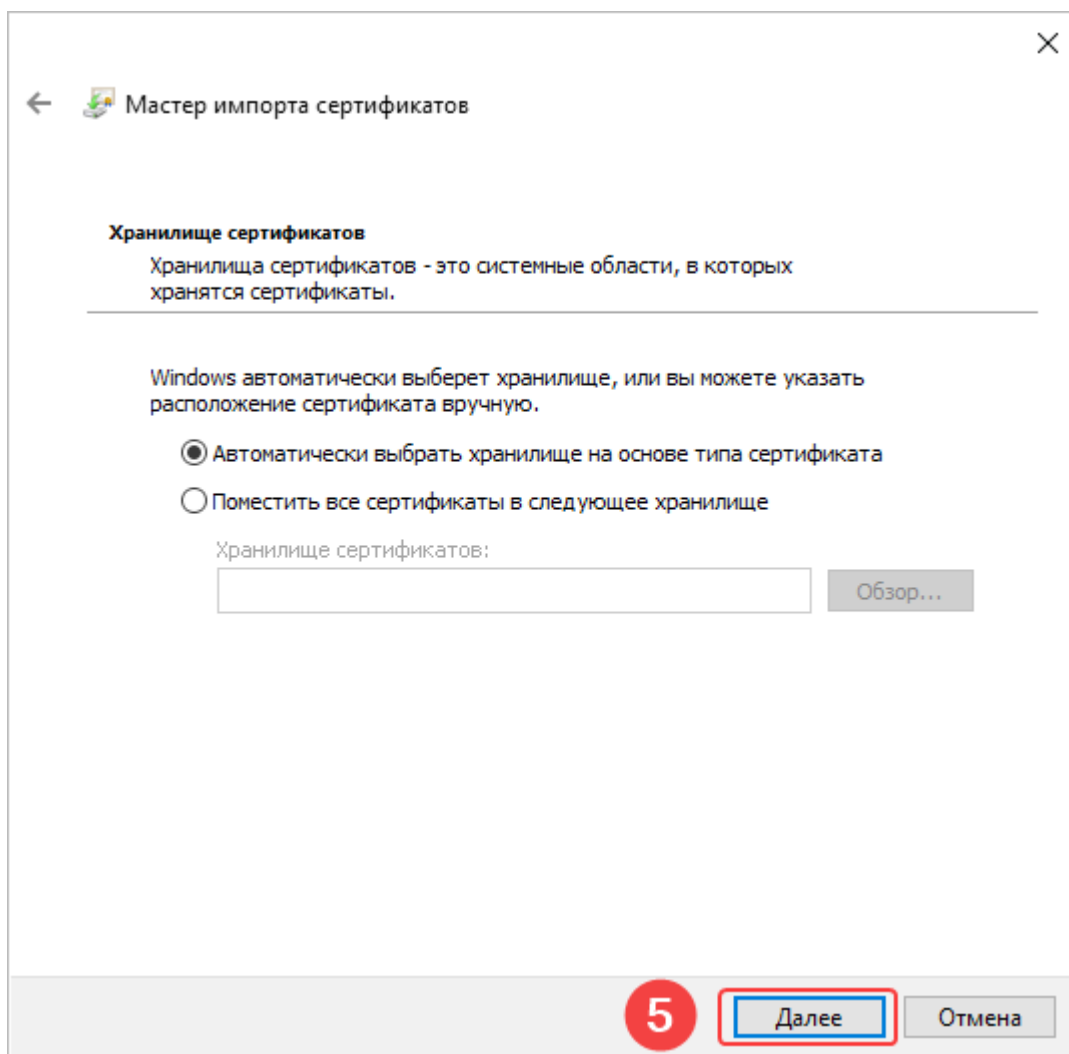 Мастер импорта сертификатов
Хранилище сертификатов
Хранилища сертификатов - это системные области, в которых
хранятся сертификаты.
Windows автоматически выберет хранилище, или вы можете указать
расположение сертификата вручную.
Автоматически выбрать хранилище на основе типа сертификата
Поместить все сертификаты в следующее хранилище
Хранилище сертификатов:
Обзор...
5 Далее Отмена